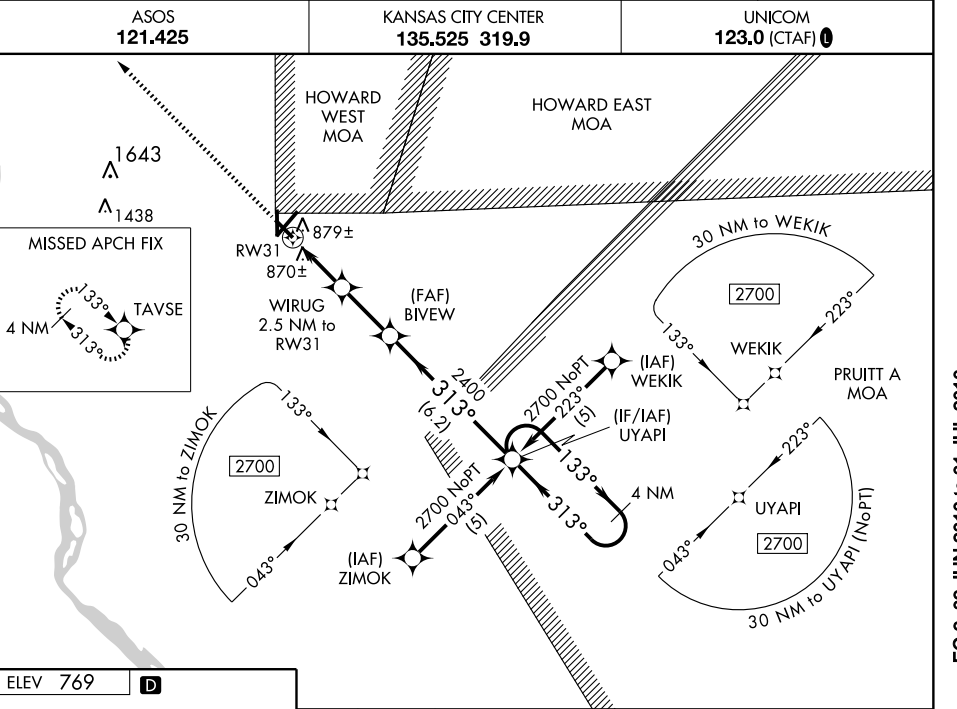 ASOS
121.425
KANSAS CITY CENTER
135.525 319.9
UNICOM
123.0 (CTAF) L
HOWARD
WEST
MOA
HOWARD EAST
MOA
1643
1438
879±
RW31
870±
MISSED APCH FIX
TAVSE
133°
4 NM
313°
WIRUG
2.5 NM to
RW31
(FAF)
BIVEW
2400
313°
(6.2)
2700 NoPT
223°
(5)
(IAF)
WEKIK
(IF/IAF)
UYAPI
133°
313°
4 NM
2700 NoPT
043°
(5)
(IAF)
ZIMOK
30 NM to WEKIK
2700
133°
223°
WEKIK
PRUITT A
MOA
30 NM to ZIMOK
133°
2700
ZIMOK
043°
223°
UYAPI
043°
2700
30 NM to UYAPI (NoPT)
ELEV 769
D